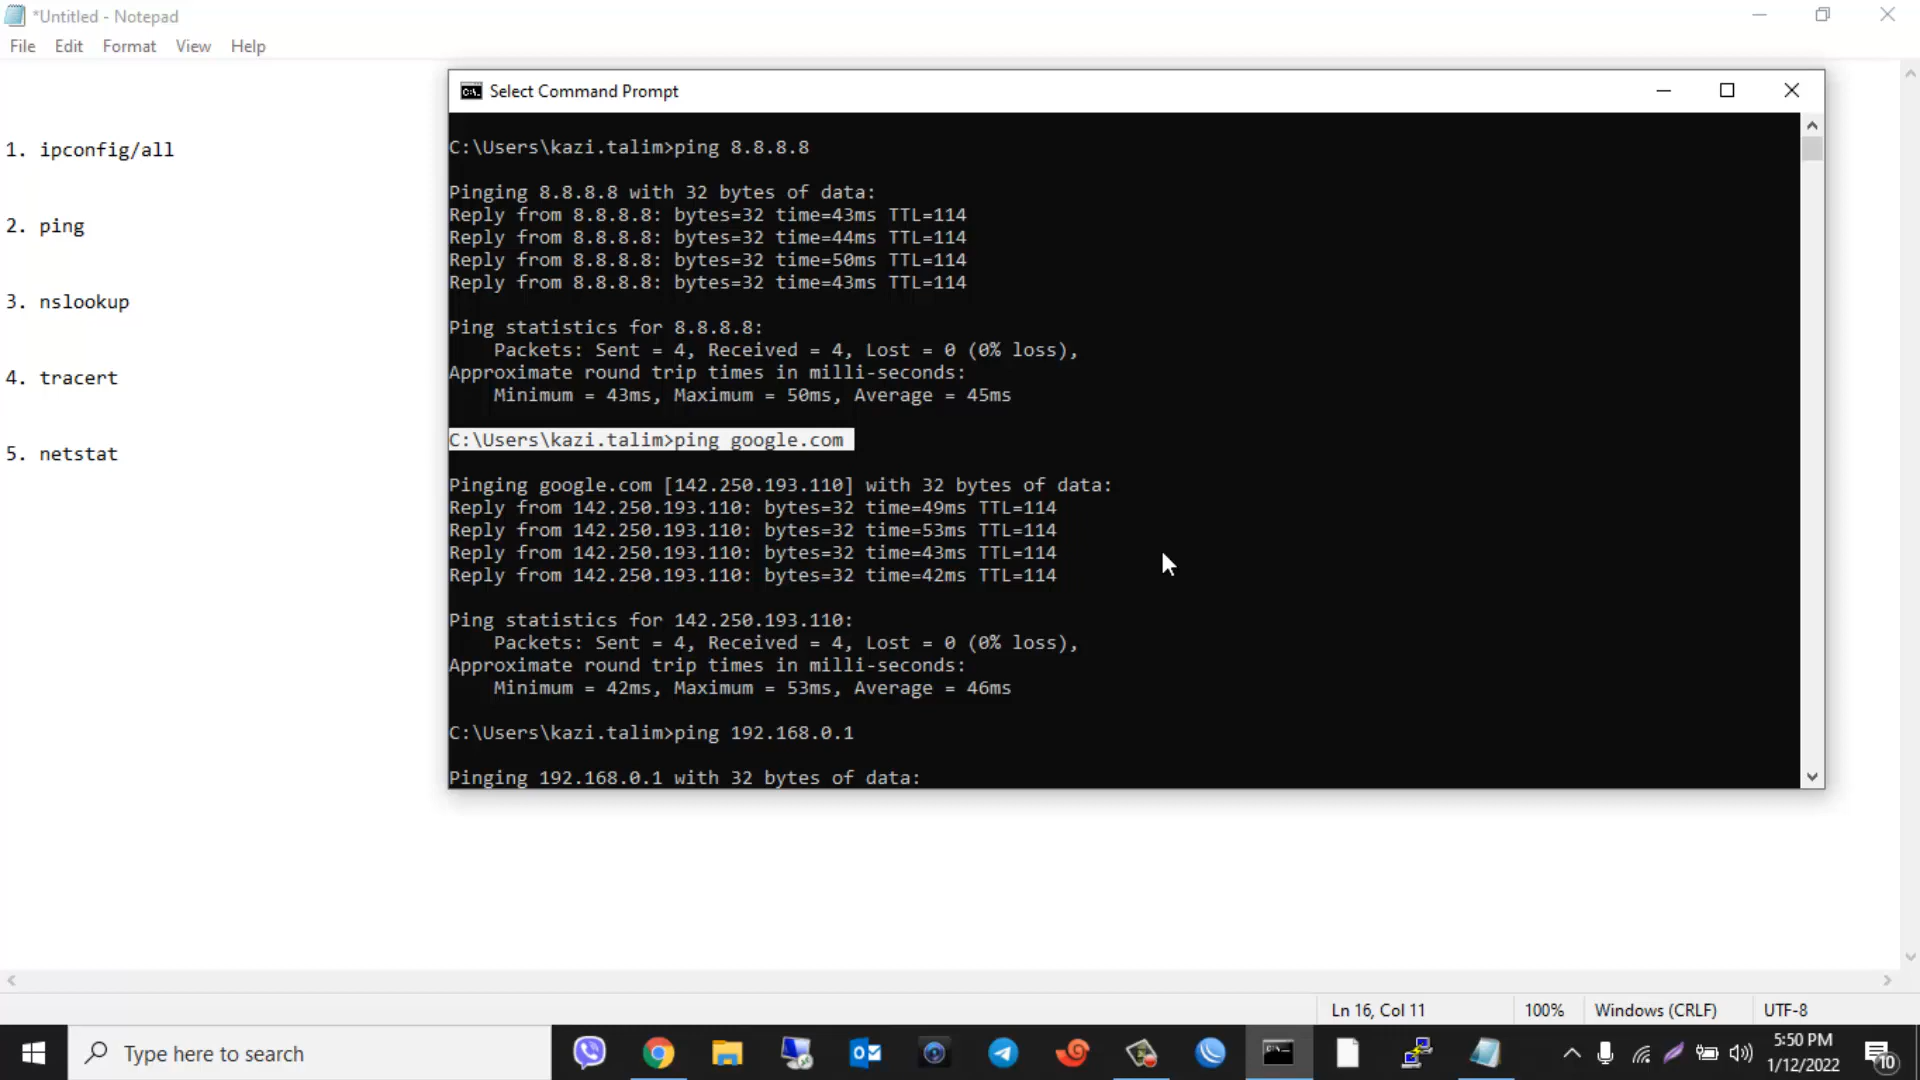 *Untitled - Notepad
File Edit Format View Help
1. ipconfig/all
2. ping
3. nslookup
4. tracert
5. netstat
Select Command Prompt
C:\Users\kazi.talim>ping 8.8.8.8
Pinging 8.8.8.8 with 32 bytes of data:
Reply from 8.8.8.8: bytes=32 time=43ms TTL=114
Reply from 8.8.8.8: bytes=32 time=44ms TTL=114
Reply from 8.8.8.8: bytes=32 time=50ms TTL=114
Reply from 8.8.8.8: bytes=32 time=43ms TTL=114
Ping statistics for 8.8.8.8:
Packets: Sent = 4, Received = 4, Lost = 0 (0% loss),
Approximate round trip times in milli-seconds:
Minimum = 43ms, Maximum = 50ms, Average = 45ms
C:\Users\kazi.talim>ping google.com
Pinging google.com [142.250.193.110] with 32 bytes of data:
Reply from 142.250.193.110: bytes=32 time=49ms TTL=114
Reply from 142.250.193.110: bytes=32 time=53ms TTL=114
Reply from 142.250.193.110: bytes=32 time=43ms TTL=114
Reply from 142.250.193.110: bytes=32 time=42ms TTL=114
Ping statistics for 142.250.193.110:
Packets: Sent = 4, Received = 4, Lost = 0 (0% loss),
Approximate round trip times in milli-seconds:
Minimum = 42ms, Maximum = 53ms, Average = 46ms
C:\Users\kazi.talim>ping 192.168.0.1
Pinging 192.168.0.1 with 32 bytes of data:
Ln 16, Col 11 100% Windows (CRLF) UTF-8
Type here to search
5:50 PM
1/12/2022
10